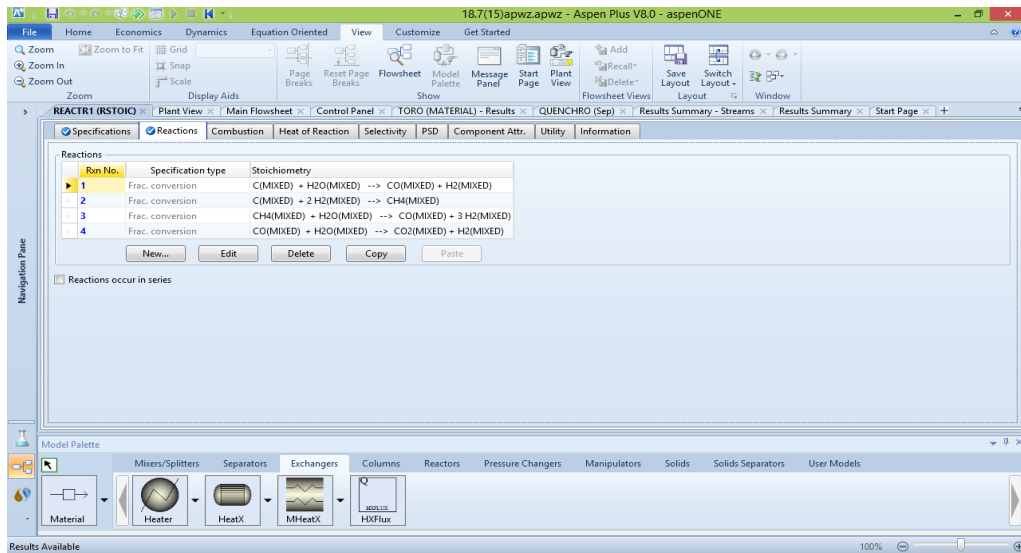 18.7(15)apwz.apwz - Aspen Plus V8.0 - aspenONE
File Home Economics Dynamics Equation Oriented View Customize Get Started
Zoom Zoom to Fit Grid Add
Zoom In Snap Recall
Zoom Out Scale Delete
Page Breaks Reset Page Breaks Flowsheet Model Palette Message Panel Start Page Plant View Save Layout Switch Layout
Zoom Display Aids Show Flowsheet Views Layout Window
REACTR1 (RSTOIC) Plant View Main Flowsheet Control Panel TORO (MATERIAL) - Results QUENCHRO (Sep) Results Summary - Streams Results Summary Start Page +
Specifications Reactions Combustion Heat of Reaction Selectivity PSD Component Attr. Utility Information
Reactions
Rxn No. Specification type Stoichiometry
1 Frac. conversion C(MIXED) + H2O(MIXED) --> CO(MIXED) + H2(MIXED)
2 Frac. conversion C(MIXED) + 2 H2(MIXED) --> CH4(MIXED)
3 Frac. conversion CH4(MIXED) + H2O(MIXED) --> CO(MIXED) + 3 H2(MIXED)
4 Frac. conversion CO(MIXED) + H2O(MIXED) --> CO2(MIXED) + H2(MIXED)
New... Edit Delete Copy Paste
Reactions occur in series
Navigation Pane
Model Palette
Mixers/Splitters Separators Exchangers Columns Reactors Pressure Changers Manipulators Solids Solids Separators User Models
Q
HXFLUX
Material Heater HeatX MHeatX HXFlux
Results Available 100%